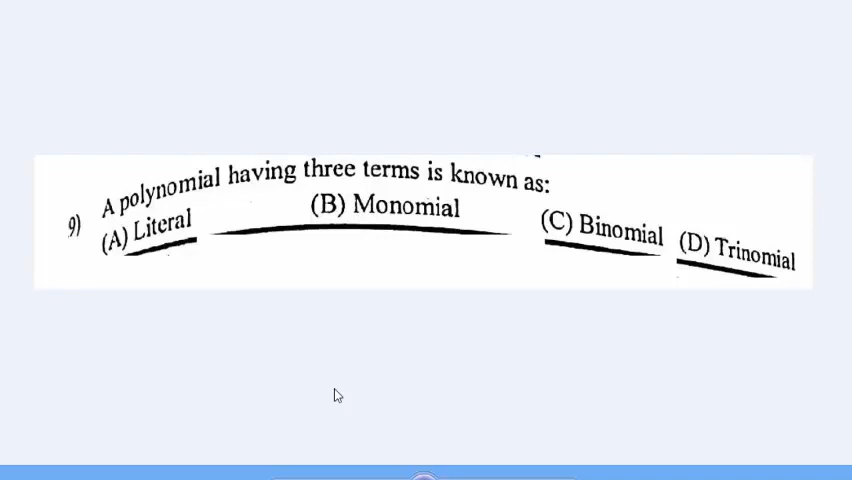 9) A polynomial having three terms is known as:
(A) Literal (B) Monomial (C) Binomial (D) Trinomial